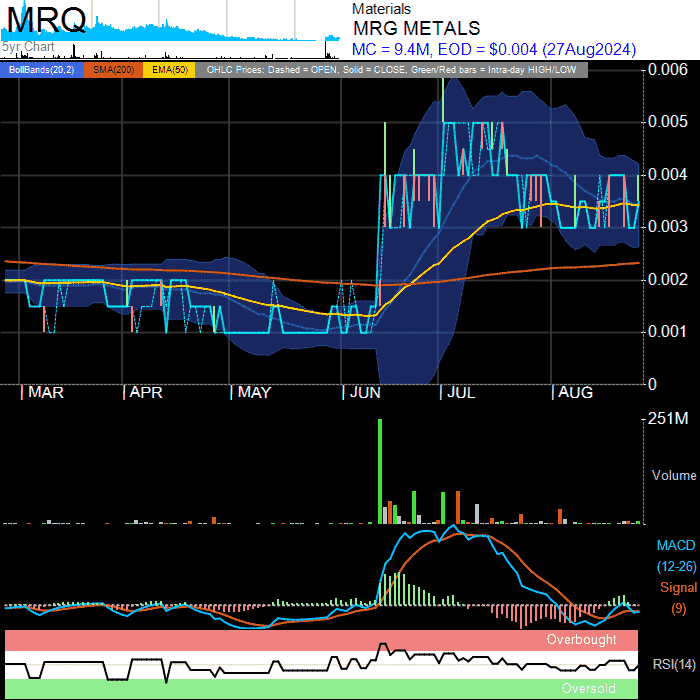 MRQ
5yr Chart
Materials
MRG METALS
MC = 9.4M, EOD = $0.004 (27Aug2024)
BollBands(20,2) SMA(200) EMA(50) OHLC Prices: Dashed = OPEN, Solid = CLOSE, Green/Red bars = Intra-day HIGH/LOW
0.006
0.005
0.004
0.003
0.002
0.001
0
MAR APR MAY JUN JUL AUG
251M
Volume
MACD
(12-26)
Signal
(9)
Overbought
RSI(14)
Oversold